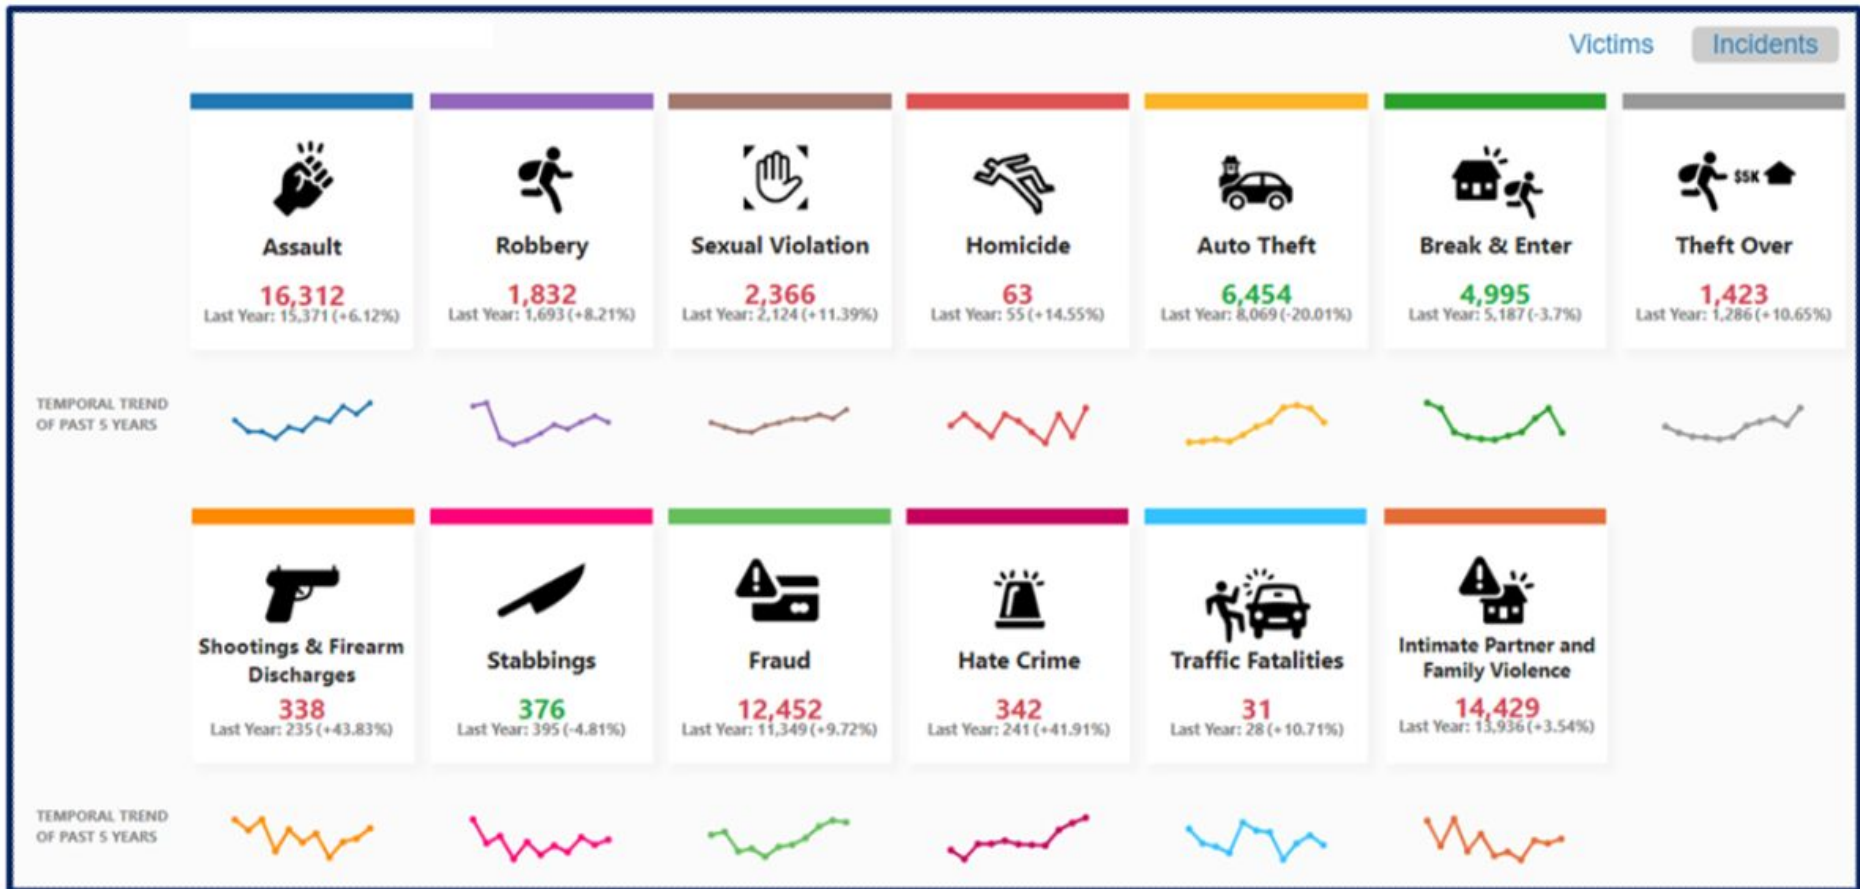 Victims
Incidents
Assault
16,312
Last Year: 15,371 (+6.12%)
Robbery
1,832
Last Year: 1,693 (+8.21%)
Sexual Violation
2,366
Last Year: 2,124 (+11.39%)
Homicide
63
Last Year: 55 (+14.55%)
Auto Theft
6,454
Last Year: 8,069 (-20.01%)
Break & Enter
4,995
Last Year: 5,187 (-3.7%)
$5K
Theft Over
1,423
Last Year: 1,286 (+10.65%)
TEMPORAL TREND
OF PAST 5 YEARS
Shootings & Firearm
Discharges
338
Last Year: 235 (+43.83%)
Stabbings
376
Last Year: 395 (-4.81%)
Fraud
12,452
Last Year: 11,349 (+9.72%)
Hate Crime
342
Last Year: 241 (+41.91%)
Traffic Fatalities
31
Last Year: 28 (+10.71%)
Intimate Partner and
Family Violence
14,429
Last Year: 13,936 (+3.54%)
TEMPORAL TREND
OF PAST 5 YEARS